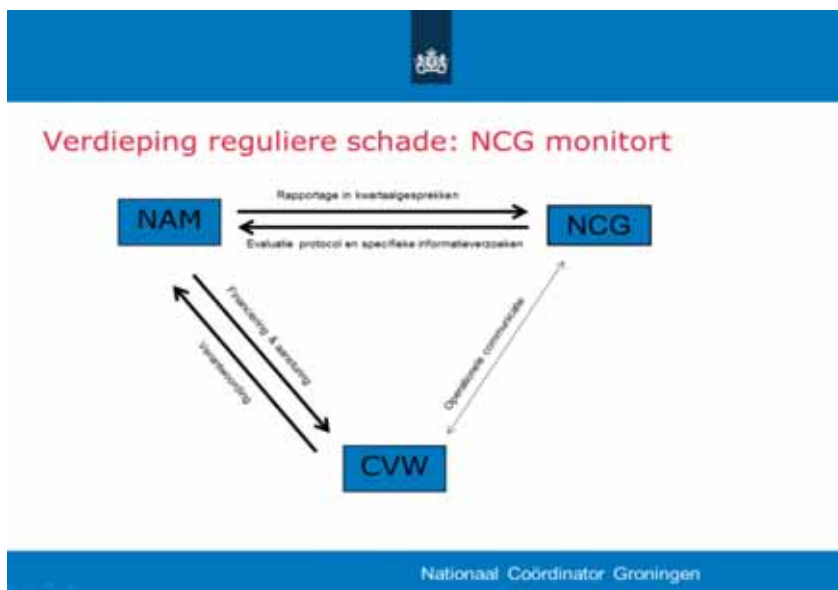 Verdieping reguliere schade: NCG monitort
Rapportage in kwartaalgesprekken
NAM
NCG
Evaluatie protocol en specifieke informatieverzoeken
Financiering & aansturing
Verantwoording
Operationele communicatie
CVW
Nationaal Coördinator Groningen